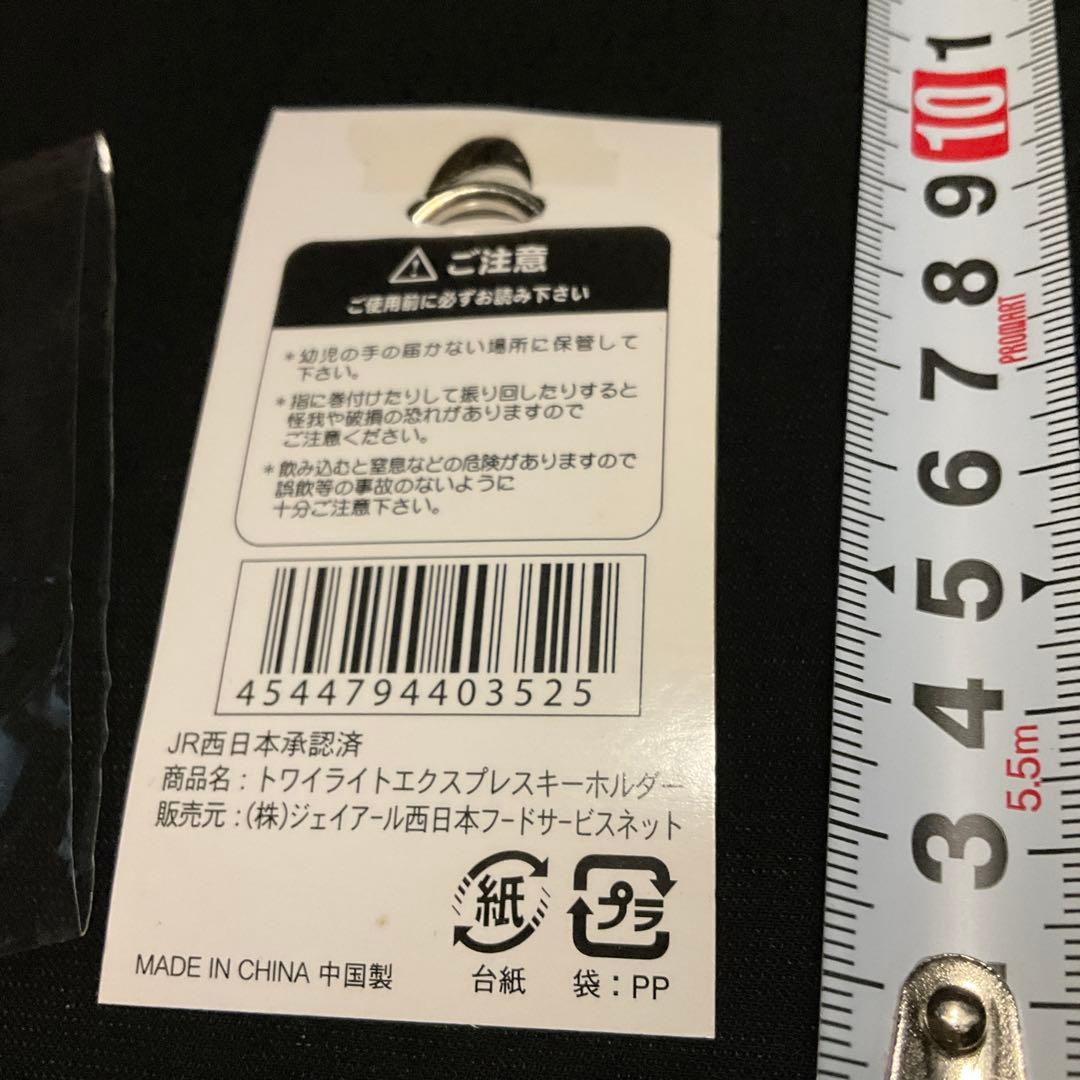 ⚠ ご注意
ご使用前に必ずお読み下さい
*幼児の手の届かない場所に保管して
下さい。
*指に巻付けたりして振り回したりすると
怪我や破損の恐れがありますので
ご注意ください。
*飲み込むと窒息などの危険がありますので
誤飲等の事故のないように
十分ご注意下さい。
4544794403525
JR西日本承認済
商品名：トワイライトエクスプレスキーホルダー
販売元：(株)ジェイアール西日本フードサービスネット
紙
プラ
MADE IN CHINA 中国製
台紙
袋：PP
1
10
9
8
PROMART
7
6
5
4
5.5m
3